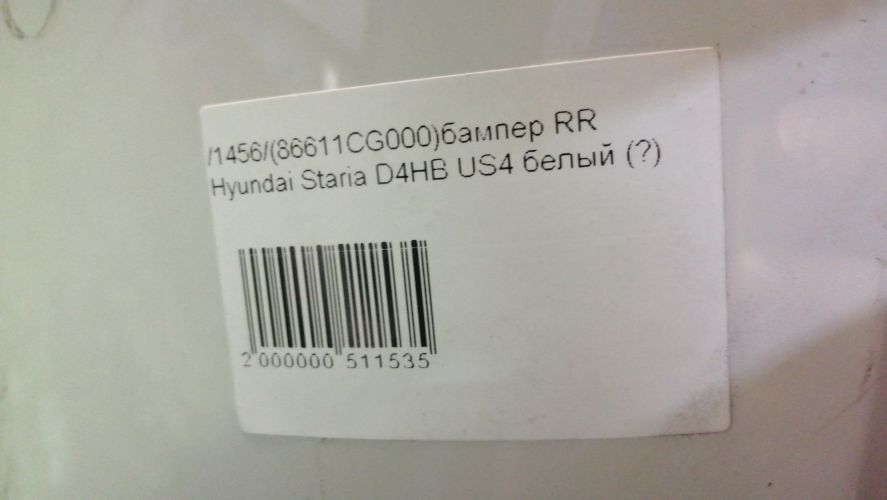 /1456/(86611CG000)бампер RR
Hyundai Staria D4HB US4 белый (?)
2 000000 511535